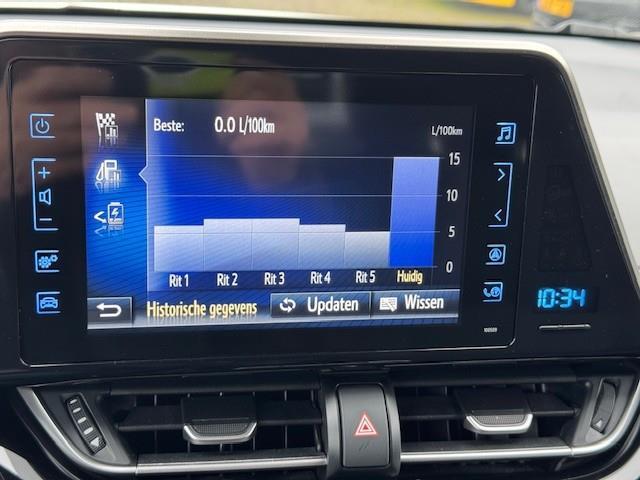 Beste: 0.0 L/100km
L/100km
15
10
5
0
Rit 1 Rit 2 Rit 3 Rit 4 Rit 5 Huidig
Historische gegevens Updaten Wissen
10:34
100589